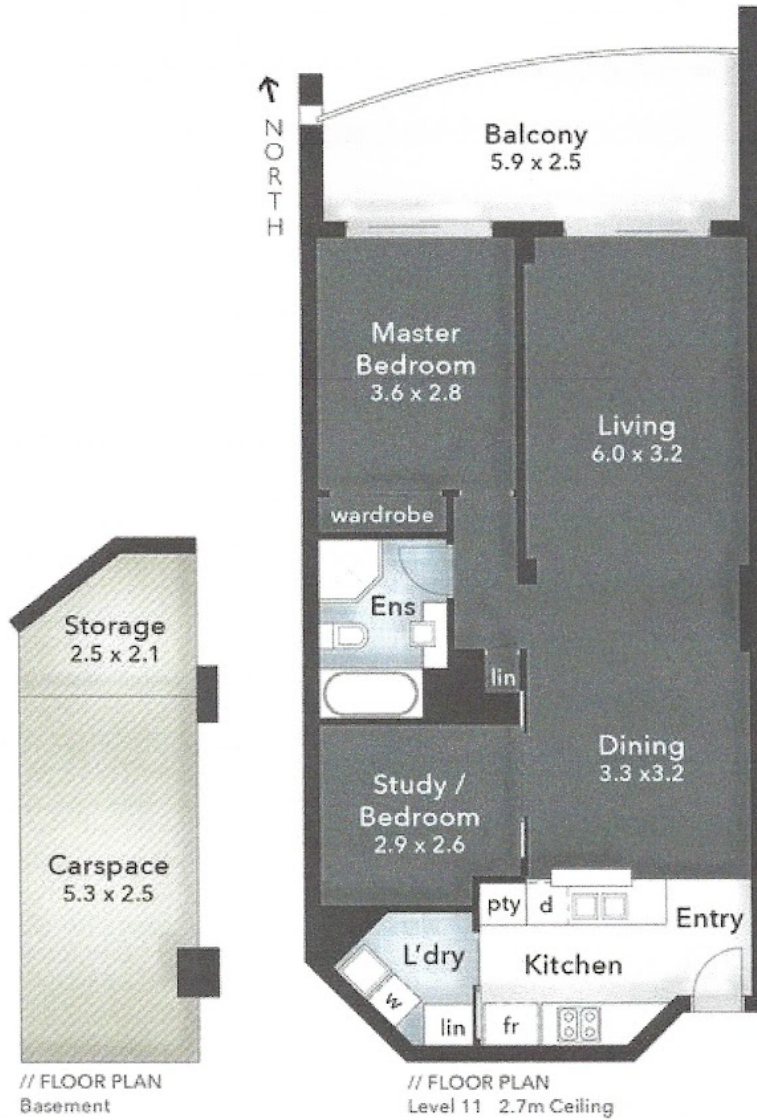 NORTH
Balcony
5.9 x 2.5
Master
Bedroom
3.6 x 2.8
Living
6.0 x 3.2
wardrobe
Ens
lin
Storage
2.5 x 2.1
Dining
3.3 x3.2
Study /
Bedroom
2.9 x 2.6
Carspace
5.3 x 2.5
pty
d
Entry
L'dry
Kitchen
w
lin
fr
// FLOOR PLAN
Basement
// FLOOR PLAN
Level 11 2.7m Ceiling